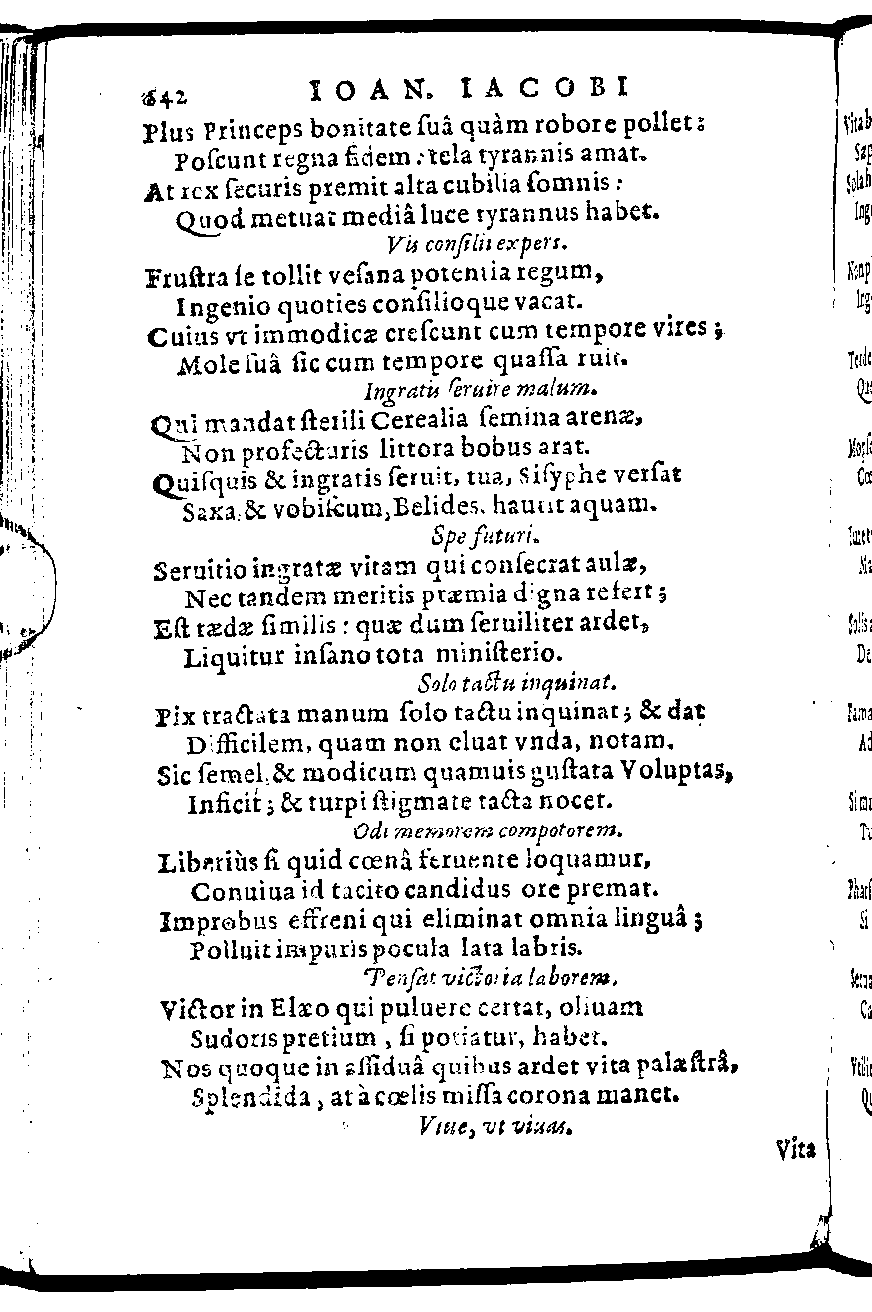 642 IOAN. IACOBI
Plus Princeps bonitate ſuâ quàm robore pollet:
Poſcunt regna fidem: tela tyrannis amat.
At rex ſecuris premit alta cubilia ſomnis:
Quod metuat mediâ luce tyrannus habet.
Vis conſilii expers.
Fruſtra ſe tollit veſana potentia regum,
Ingenio quoties conſilioque vacat.
Cuius vt immodicæ creſcunt cum tempore vires;
Mole ſuâ ſic cum tempore quaſſa ruit.
Ingratis ſeruire malum.
Qui mandat ſterili Cerealia ſemina arenæ,
Non profecturis littora bobus arat.
Quiſquis & ingratis ſeruit, tua, Siſyphe verſat
Saxa, & vobiſcum, Belides, haurit aquam.
Spe futuri.
Seruitio ingratæ vitam qui conſecrat aulæ,
Nec tandem meritis præmia digna refert;
Eſt tædæ ſimilis: quæ dum ſeruiliter ardet,
Liquitur inſano tota miniſterio.
Solo tactu inquinat.
Pix tractata manum ſolo tactu inquinat; & dat
Difficilem, quam non eluat vnda, notam.
Sic ſemel, & modicum quamuis guſtata Voluptas,
Inficit; & turpi ſtigmate tacta nocet.
Odi memorem compotorem.
Liberiùs ſi quid cœnâ feruente loquamur,
Conuiua id tacito candidus ore premat.
Improbus effreni qui eliminat omnia linguâ;
Polluit impuris pocula lata labris.
Penſat victoria laborem.
Victor in Elæo qui puluere certat, oliuam
Sudoris pretium, ſi potiatur, habet.
Nos quoque in aſſiduâ quibus ardet vita palæſtrâ,
Splendida, at à cœlis miſſa corona manet.
Viue, vt viuas.
Vita